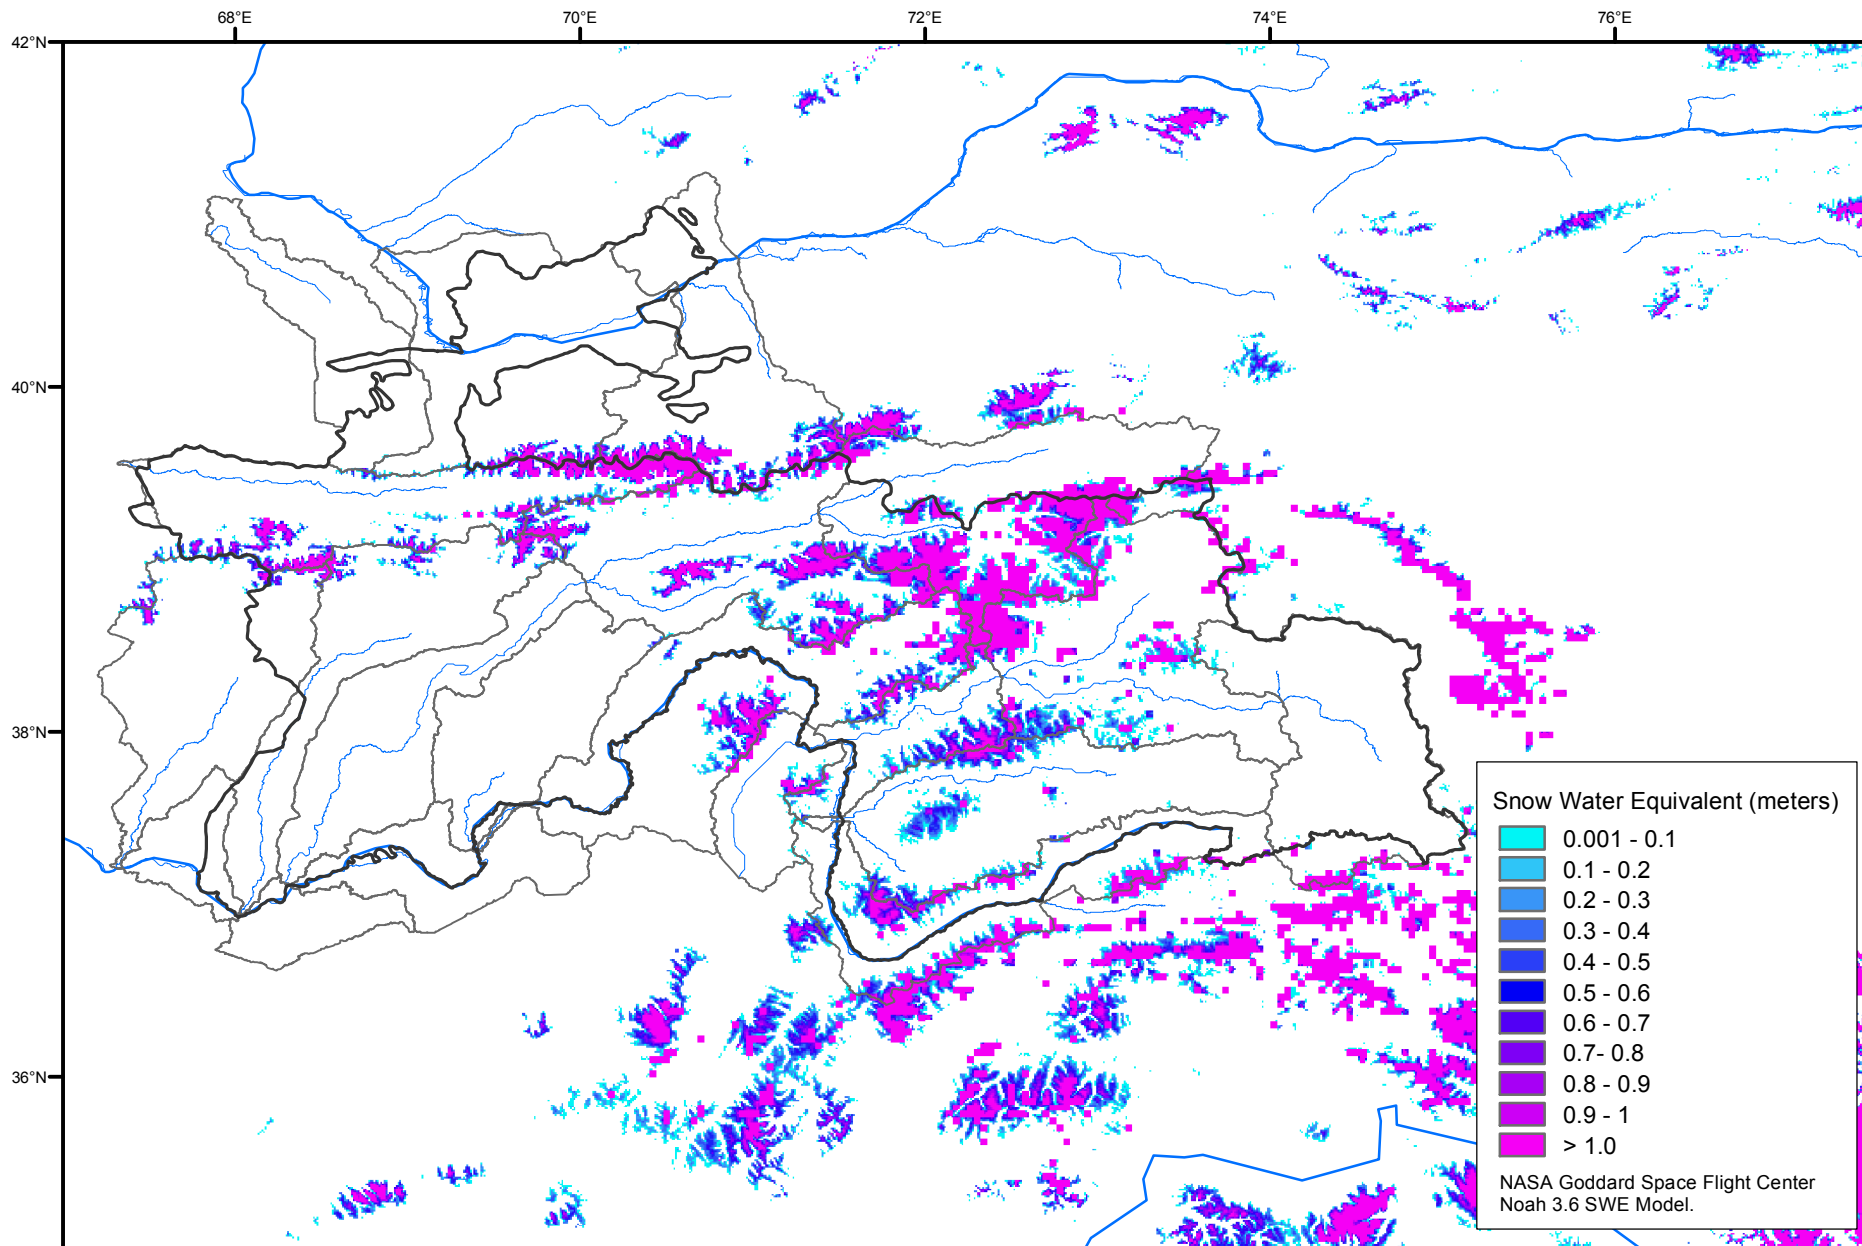 68°E
70°E
72°E
74°E
76°E
42°N
40°N
38°N
36°N
Snow Water Equivalent (meters)
0.001 - 0.1
0.1 - 0.2
0.2 - 0.3
0.3 - 0.4
0.4 - 0.5
0.5 - 0.6
0.6 - 0.7
0.7- 0.8
0.8 - 0.9
0.9 - 1
> 1.0
NASA Goddard Space Flight Center
Noah 3.6 SWE Model.